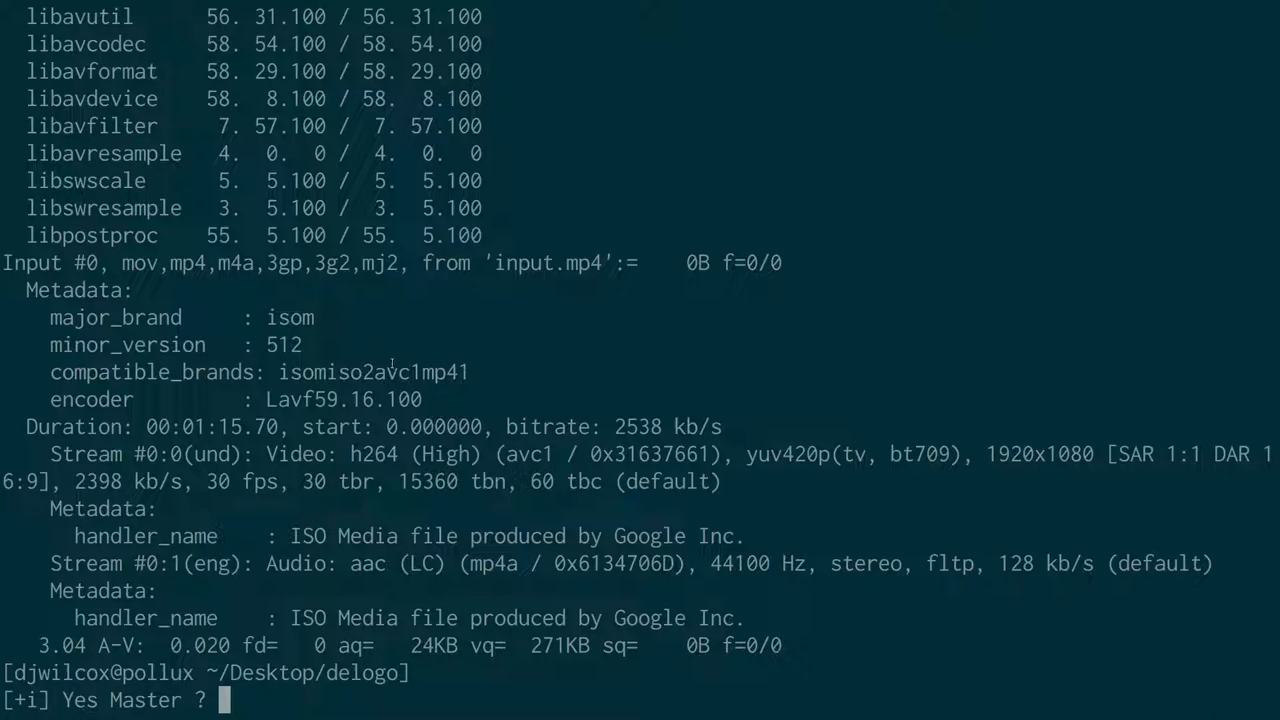 libavutil      56. 31.100 / 56. 31.100
libavcodec     58. 54.100 / 58. 54.100
libavformat    58. 29.100 / 58. 29.100
libavdevice    58.  8.100 / 58.  8.100
libavfilter     7. 57.100 /  7. 57.100
libavresample   4.  0.  0 /  4.  0.  0
libswscale      5.  5.100 /  5.  5.100
libswresample   3.  5.100 /  3.  5.100
libpostproc    55.  5.100 / 55.  5.100
Input #0, mov,mp4,m4a,3gp,3g2,mj2, from 'input.mp4':=    0B f=0/0
Metadata:
major_brand     : isom
minor_version   : 512
compatible_brands: isomiso2avc1mp41
encoder         : Lavf59.16.100
Duration: 00:01:15.70, start: 0.000000, bitrate: 2538 kb/s
Stream #0:0(und): Video: h264 (High) (avc1 / 0x31637661), yuv420p(tv, bt709), 1920x1080 [SAR 1:1 DAR 1
6:9], 2398 kb/s, 30 fps, 30 tbr, 15360 tbn, 60 tbc (default)
Metadata:
handler_name    : ISO Media file produced by Google Inc.
Stream #0:1(eng): Audio: aac (LC) (mp4a / 0x6134706D), 44100 Hz, stereo, fltp, 128 kb/s (default)
Metadata:
handler_name    : ISO Media file produced by Google Inc.
3.04 A-V:  0.020 fd=   0 aq=   24KB vq=  271KB sq=    0B f=0/0
[djwilcox@pollux ~/Desktop/delogo]
[+i] Yes Master ?